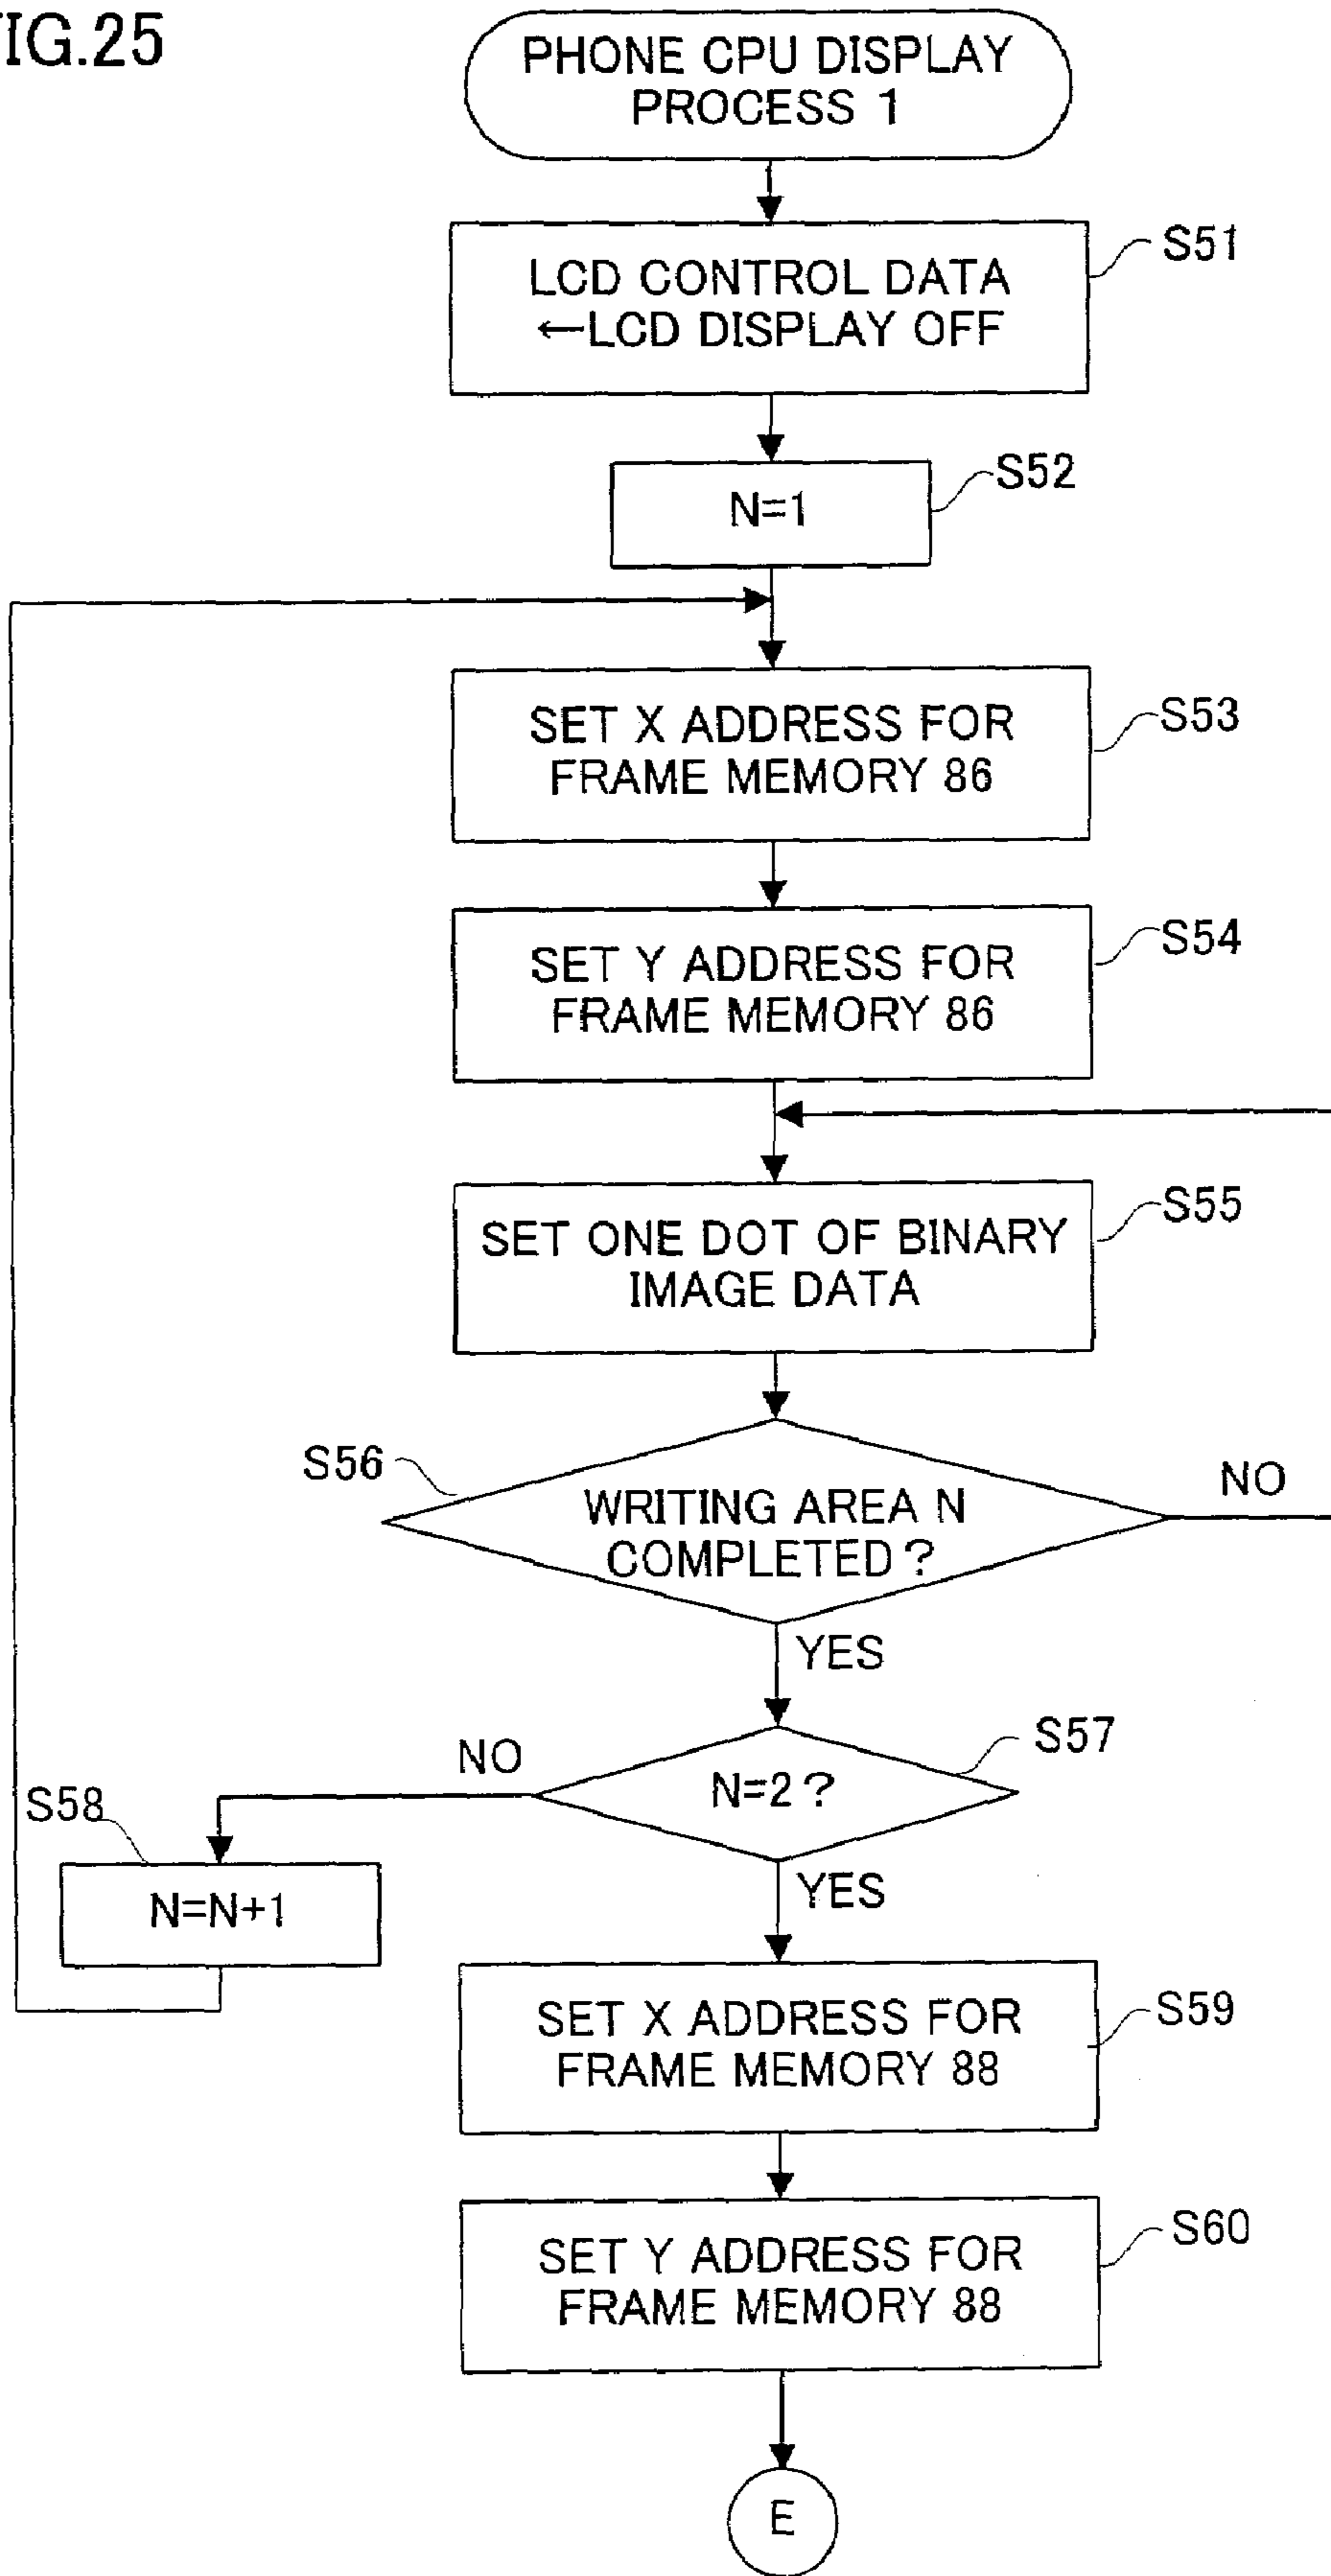 FIG.25
PHONE CPU DISPLAY
PROCESS 1
LCD CONTROL DATA
←LCD DISPLAY OFF
S51
N=1
S52
SET X ADDRESS FOR
FRAME MEMORY 86
S53
SET Y ADDRESS FOR
FRAME MEMORY 86
S54
SET ONE DOT OF BINARY
IMAGE DATA
S55
S56
WRITING AREA N
COMPLETED?
NO
YES
S57
N=2?
NO
S58
N=N+1
YES
SET X ADDRESS FOR
FRAME MEMORY 88
S59
SET Y ADDRESS FOR
FRAME MEMORY 88
S60
E